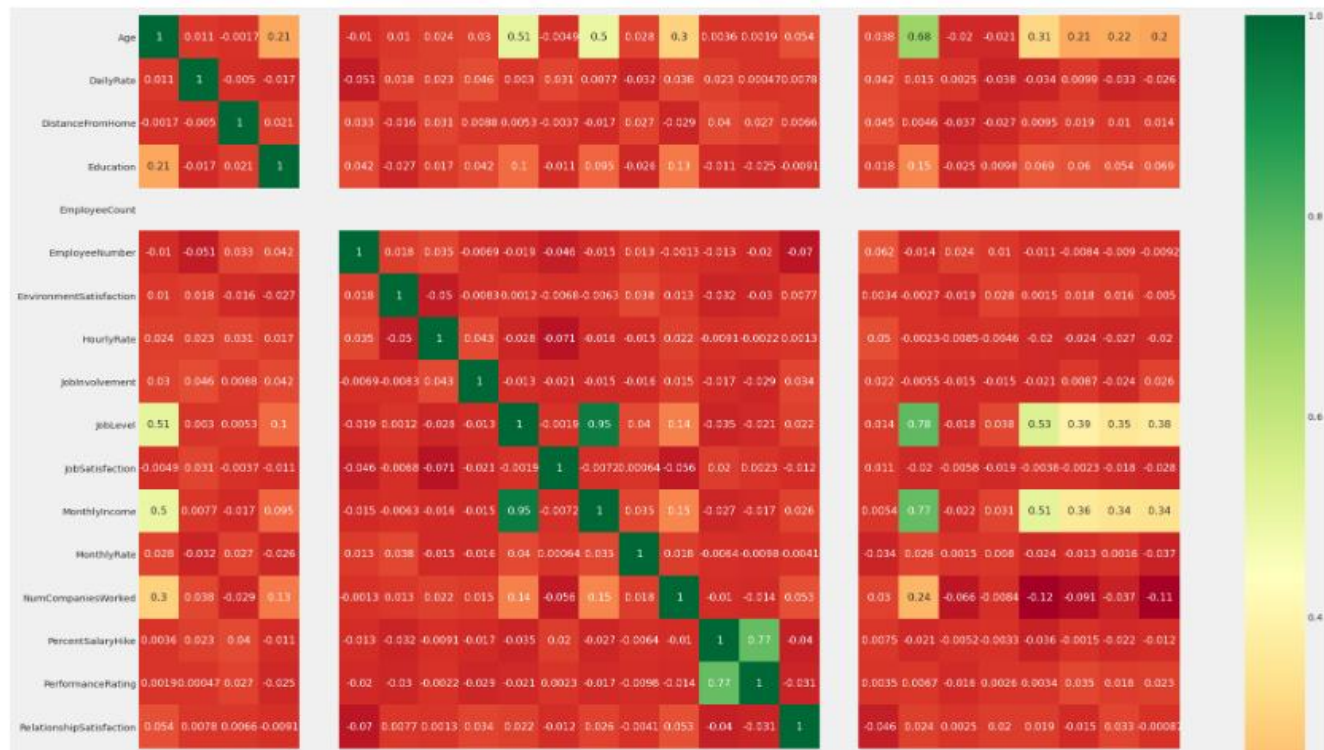 Age 1 0.011 -0.0017 0.21 -0.01 0.01 0.024 0.03 0.51 -0.0049 0.5 0.028 0.3 0.0036 0.0019 0.054 0.038 0.68 -0.02 -0.021 0.31 0.21 0.22 0.2 1.0
DailyRate 0.011 1 -0.005 -0.017 -0.051 0.018 0.023 0.046 0.003 0.031 0.0077 -0.032 0.038 0.023 0.00047 0.0078 0.042 0.015 0.0025 -0.038 -0.034 0.0099 -0.033 -0.026
DistanceFromHome -0.0017 -0.005 1 0.021 0.033 -0.016 0.031 0.0088 0.0053 -0.0037 -0.017 0.027 -0.029 0.04 0.027 0.0066 0.045 0.0046 -0.037 -0.027 0.0095 0.019 0.01 0.014
Education 0.21 -0.017 0.021 1 0.042 -0.027 0.017 0.042 0.1 -0.011 0.095 -0.026 0.13 -0.011 -0.025 -0.0091 0.018 0.15 -0.025 0.0098 0.069 0.06 0.054 0.069
EmployeeCount 0.8
EmployeeNumber -0.01 -0.051 0.033 0.042 1 0.018 0.035 -0.0069 -0.019 -0.046 -0.015 0.013 -0.0013 -0.013 -0.02 -0.07 0.062 -0.014 0.024 0.01 -0.011 -0.0084 -0.009 -0.0092
EnvironmentSatisfaction 0.01 0.018 -0.016 -0.027 0.018 1 -0.05 -0.0083 0.0012 -0.0068 -0.0063 0.038 0.013 -0.032 -0.03 0.0077 0.0034 -0.0027 -0.019 0.028 0.0015 0.018 0.016 -0.005
HourlyRate 0.024 0.023 0.031 0.017 0.035 -0.05 1 0.043 -0.028 -0.071 -0.016 -0.015 0.022 -0.0091 -0.0022 0.0013 0.05 -0.0023 -0.0085 -0.0046 -0.02 -0.024 -0.027 -0.02
JobInvolvement 0.03 0.046 0.0088 0.042 -0.0069 -0.0083 0.043 1 -0.013 -0.021 -0.015 -0.016 0.015 -0.017 -0.029 0.034 0.022 -0.0055 -0.015 -0.015 -0.021 0.0087 -0.024 0.026
JobLevel 0.51 0.003 0.0053 0.1 -0.019 0.0012 -0.028 -0.013 1 -0.0019 0.95 0.04 0.14 -0.035 -0.021 0.022 0.014 0.78 -0.018 0.038 0.53 0.39 0.35 0.38 0.6
JobSatisfaction -0.0049 0.031 -0.0037 -0.011 -0.046 -0.0068 -0.071 -0.021 -0.0019 1 -0.0072 0.00064 -0.056 0.02 0.0023 -0.012 0.011 -0.02 -0.0058 -0.019 -0.0038 -0.0023 -0.018 -0.028
MonthlyIncome 0.5 0.0077 -0.017 0.095 -0.015 -0.0063 -0.016 -0.015 0.95 -0.0072 1 0.035 0.15 -0.027 -0.017 0.026 0.0054 0.77 -0.022 0.031 0.51 0.36 0.34 0.34
MonthlyRate 0.028 -0.032 0.027 -0.026 0.013 0.038 -0.015 -0.016 0.04 0.00064 0.035 1 0.018 -0.0064 -0.0098 -0.0041 -0.034 0.026 0.0015 0.008 -0.024 -0.013 0.0016 -0.037
NumCompaniesWorked 0.3 0.038 -0.029 0.13 -0.0013 0.013 0.022 0.015 0.14 -0.056 0.15 0.018 1 -0.01 -0.014 0.053 0.03 0.24 -0.066 -0.0084 -0.12 -0.091 -0.037 -0.11
PercentSalaryHike 0.0036 0.023 0.04 -0.011 -0.013 -0.032 -0.0091 -0.017 -0.035 0.02 -0.027 -0.0064 -0.01 1 0.77 -0.04 0.0075 -0.021 -0.0052 -0.0033 -0.036 -0.0015 -0.022 -0.012 0.4
PerformanceRating 0.0019 0.00047 0.027 -0.025 -0.02 -0.03 -0.0022 -0.029 -0.021 0.0023 -0.017 -0.0098 -0.014 0.77 1 -0.031 0.0035 0.0067 -0.016 0.0026 0.0034 0.035 0.018 0.023
RelationshipSatisfaction 0.054 0.0078 0.0066 -0.0091 -0.07 0.0077 0.0013 0.034 0.022 -0.012 0.026 -0.0041 0.053 -0.04 -0.031 1 -0.046 0.024 0.0025 0.02 0.019 -0.015 0.033